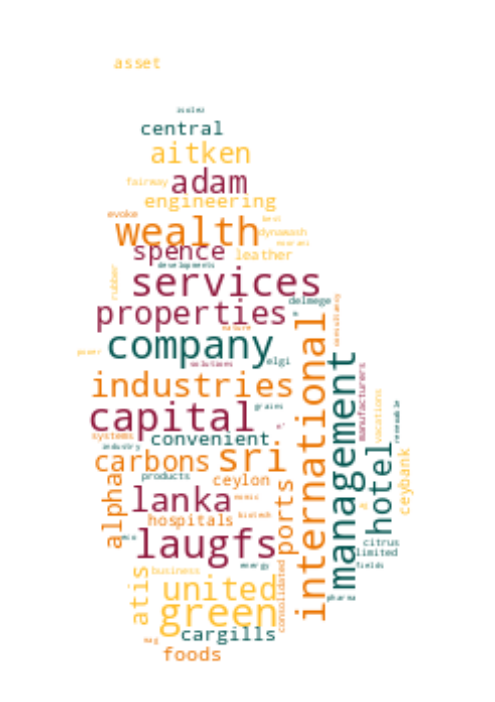 asset
central
aitken
fairway
adam
engineering
evoke
best
wealth
dynawash
spence
leather
developments
rubber
services
delmege
properties
consultancy
nature
company
power
solutions
elgi
international
management
industries
manufacturers
vacations
renewable
grains
capital
systems
convenient
industry
sri
carbons
hotel
ceybank
products
ceylon
alpha
lanka
ports
hospitals
biotech
laugfs
citrus
limited
energy
fields
business
atis
united
consolidated
green
pharma
cargills
foods